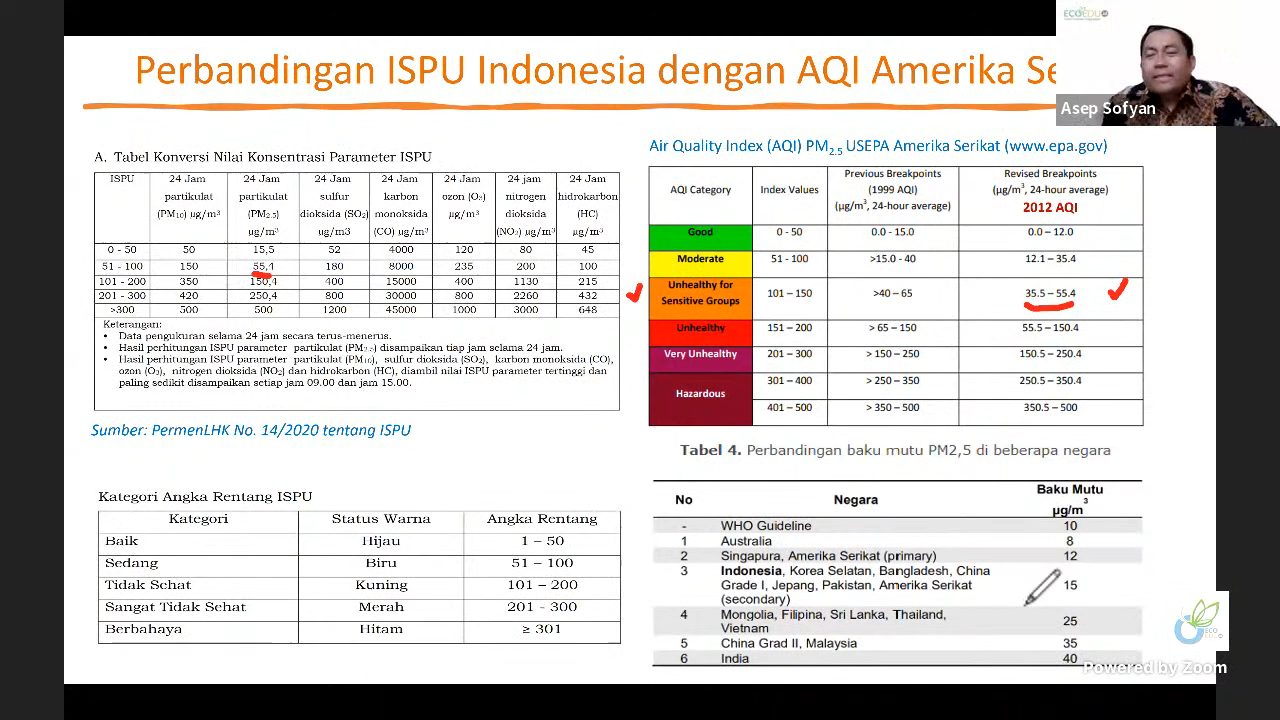 Perbandingan ISPU Indonesia dengan AQI Amerika Se
ECOEDU
Asep Sofyan
A. Tabel Konversi Nilai Konsentrasi Parameter ISPU
ISPU | 24 Jam partikulat (PM10) µg/m3 | 24 Jam partikulat (PM2.5) µg/m3 | 24 Jam sulfur dioksida (SO2) µg/m3 | 24 Jam karbon monoksida (CO) µg/m3 | 24 Jam ozon (O3) µg/m3 | 24 jam nitrogen dioksida (NO2) µg/m3 | 24 Jam hidrokarbon (HC) µg/m3
0 - 50 | 50 | 15,5 | 52 | 4000 | 120 | 80 | 45
51 - 100 | 150 | 55,4 | 180 | 8000 | 235 | 200 | 100
101 - 200 | 350 | 150,4 | 400 | 15000 | 400 | 1130 | 215
201 - 300 | 420 | 250,4 | 800 | 30000 | 800 | 2260 | 432
>300 | 500 | 500 | 1200 | 45000 | 1000 | 3000 | 648
Keterangan:
• Data pengukuran selama 24 jam secara terus-menerus.
• Hasil perhitungan ISPU parameter partikulat (PM2.5) disampaikan tiap jam selama 24 jam.
• Hasil perhitungan ISPU parameter partikulat (PM10), sulfur dioksida (SO2), karbon monoksida (CO),
ozon (O3), nitrogen dioksida (NO2) dan hidrokarbon (HC), diambil nilai ISPU parameter tertinggi dan
paling sedikit disampaikan setiap jam 09.00 dan jam 15.00.
Sumber: PermenLHK No. 14/2020 tentang ISPU
Kategori Angka Rentang ISPU
Kategori | Status Warna | Angka Rentang
Baik | Hijau | 1 – 50
Sedang | Biru | 51 – 100
Tidak Sehat | Kuning | 101 – 200
Sangat Tidak Sehat | Merah | 201 - 300
Berbahaya | Hitam | ≥ 301
Air Quality Index (AQI) PM2.5 USEPA Amerika Serikat (www.epa.gov)
AQI Category | Index Values | Previous Breakpoints (1999 AQI) (µg/m³, 24-hour average) | Revised Breakpoints (µg/m³, 24-hour average) 2012 AQI
Good | 0 - 50 | 0.0 - 15.0 | 0.0 – 12.0
Moderate | 51 - 100 | >15.0 - 40 | 12.1 – 35.4
Unhealthy for Sensitive Groups | 101 – 150 | >40 – 65 | 35.5 – 55.4
Unhealthy | 151 – 200 | > 65 – 150 | 55.5 – 150.4
Very Unhealthy | 201 – 300 | > 150 – 250 | 150.5 – 250.4
Hazardous | 301 – 400 | > 250 – 350 | 250.5 – 350.4
401 – 500 | > 350 – 500 | 350.5 – 500
Tabel 4. Perbandingan baku mutu PM2,5 di beberapa negara
No | Negara | Baku Mutu µg/m3
- | WHO Guideline | 10
1 | Australia | 8
2 | Singapura, Amerika Serikat (primary) | 12
3 | Indonesia, Korea Selatan, Bangladesh, China
Grade I, Jepang, Pakistan, Amerika Serikat | 15
(secondary)
4 | Mongolia, Filipina, Sri Lanka, Thailand,
Vietnam | 25
5 | China Grad II, Malaysia | 35
6 | India | 40
ECO
EDU
Powered by Zoom